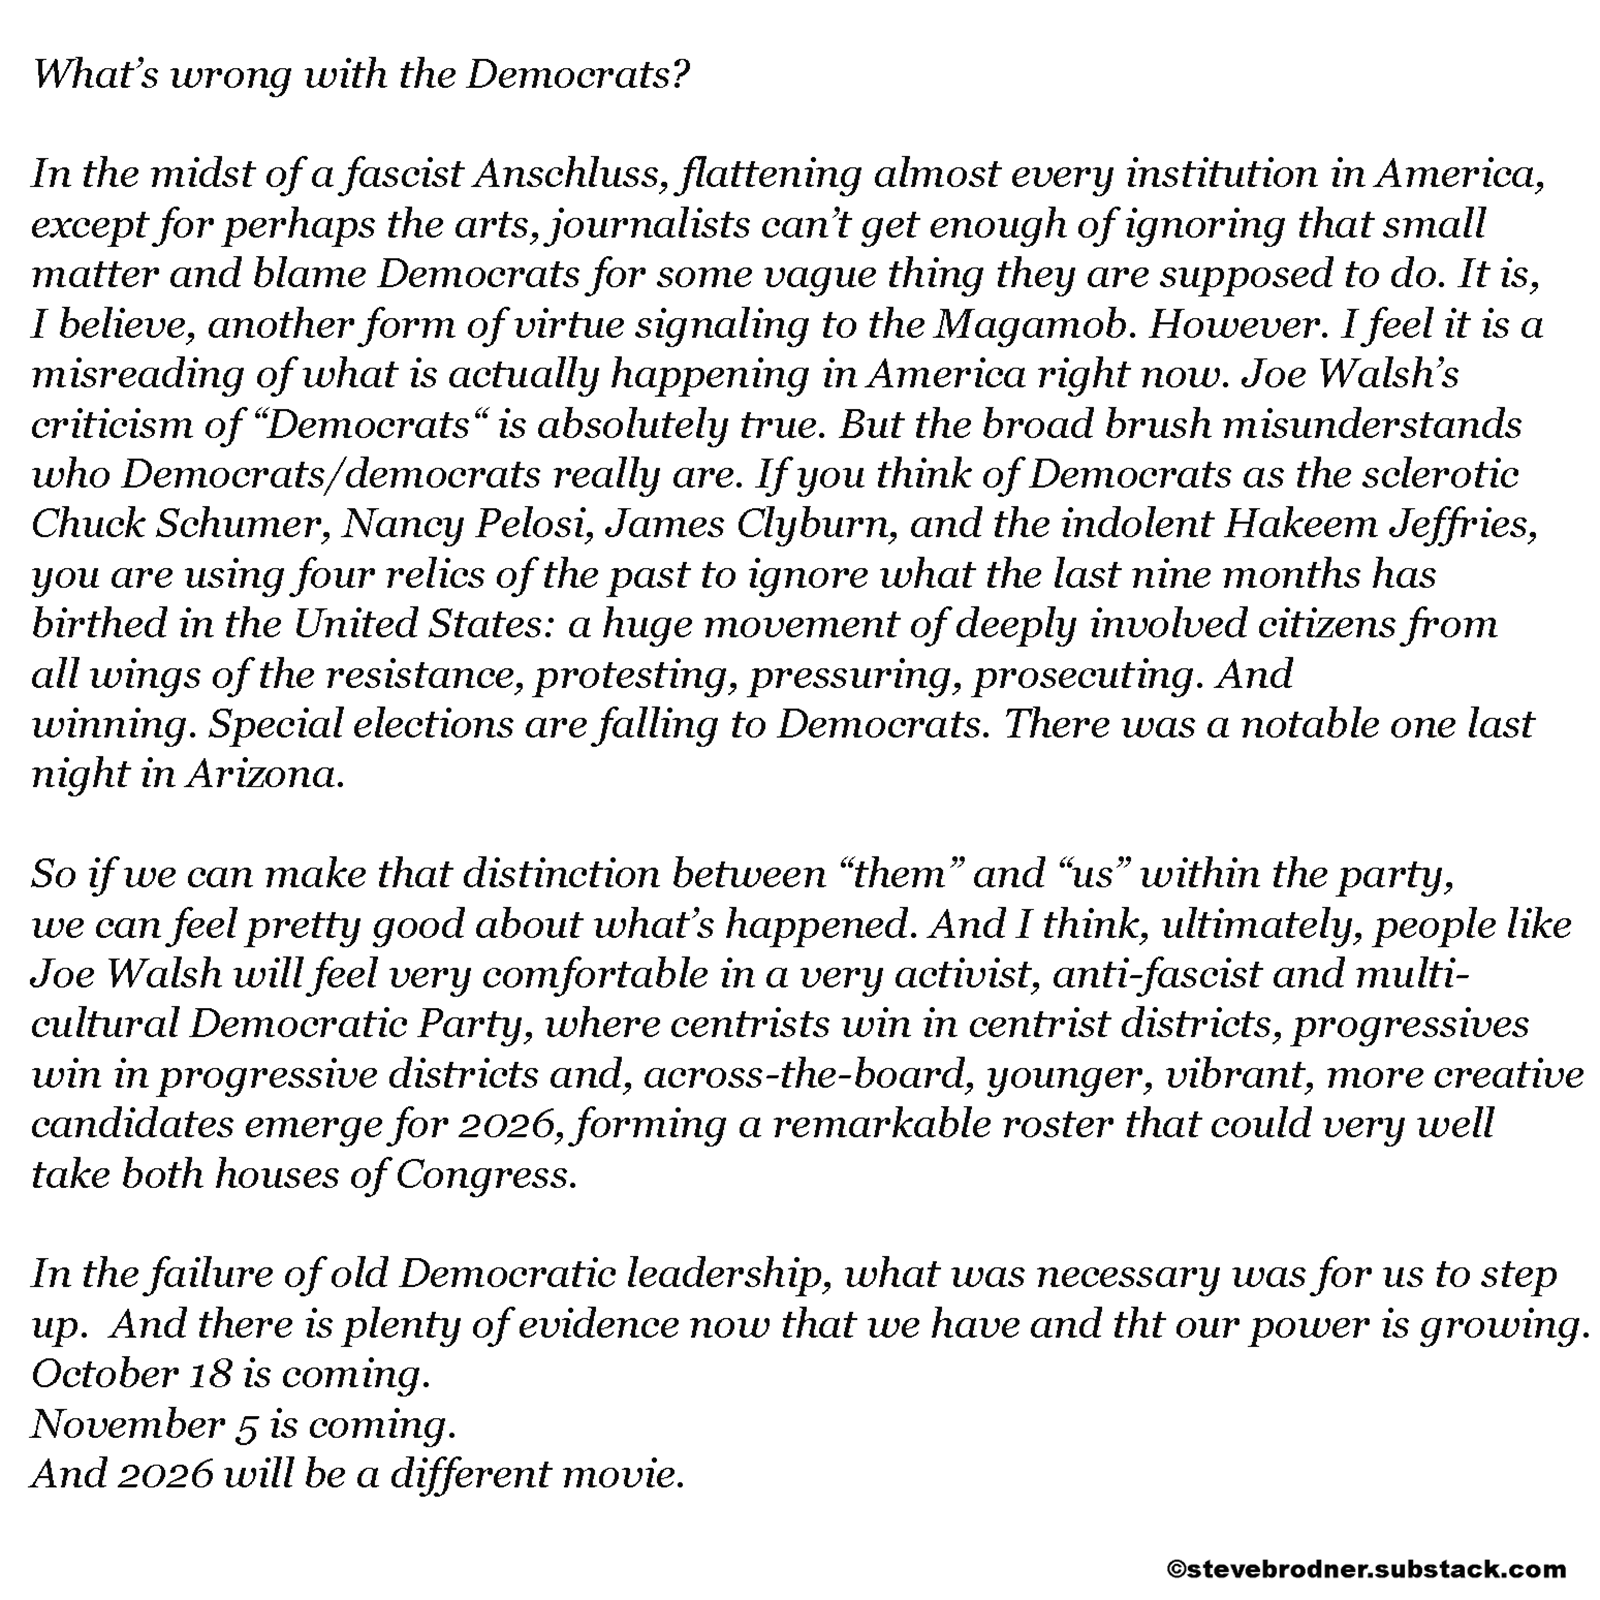 What’s wrong with the Democrats?
In the midst of a fascist Anschluss, flattening almost every institution in America,
except for perhaps the arts, journalists can’t get enough of ignoring that small
matter and blame Democrats for some vague thing they are supposed to do. It is,
I believe, another form of virtue signaling to the Magamob. However. I feel it is a
misreading of what is actually happening in America right now. Joe Walsh’s
criticism of “Democrats“ is absolutely true. But the broad brush misunderstands
who Democrats/democrats really are. If you think of Democrats as the sclerotic
Chuck Schumer, Nancy Pelosi, James Clyburn, and the indolent Hakeem Jeffries,
you are using four relics of the past to ignore what the last nine months has
birthed in the United States: a huge movement of deeply involved citizens from
all wings of the resistance, protesting, pressuring, prosecuting. And
winning. Special elections are falling to Democrats. There was a notable one last
night in Arizona.
So if we can make that distinction between “them” and “us” within the party,
we can feel pretty good about what’s happened. And I think, ultimately, people like
Joe Walsh will feel very comfortable in a very activist, anti-fascist and multi-
cultural Democratic Party, where centrists win in centrist districts, progressives
win in progressive districts and, across-the-board, younger, vibrant, more creative
candidates emerge for 2026, forming a remarkable roster that could very well
take both houses of Congress.
In the failure of old Democratic leadership, what was necessary was for us to step
up.  And there is plenty of evidence now that we have and tht our power is growing.
October 18 is coming.
November 5 is coming.
And 2026 will be a different movie.
©stevebrodner.substack.com